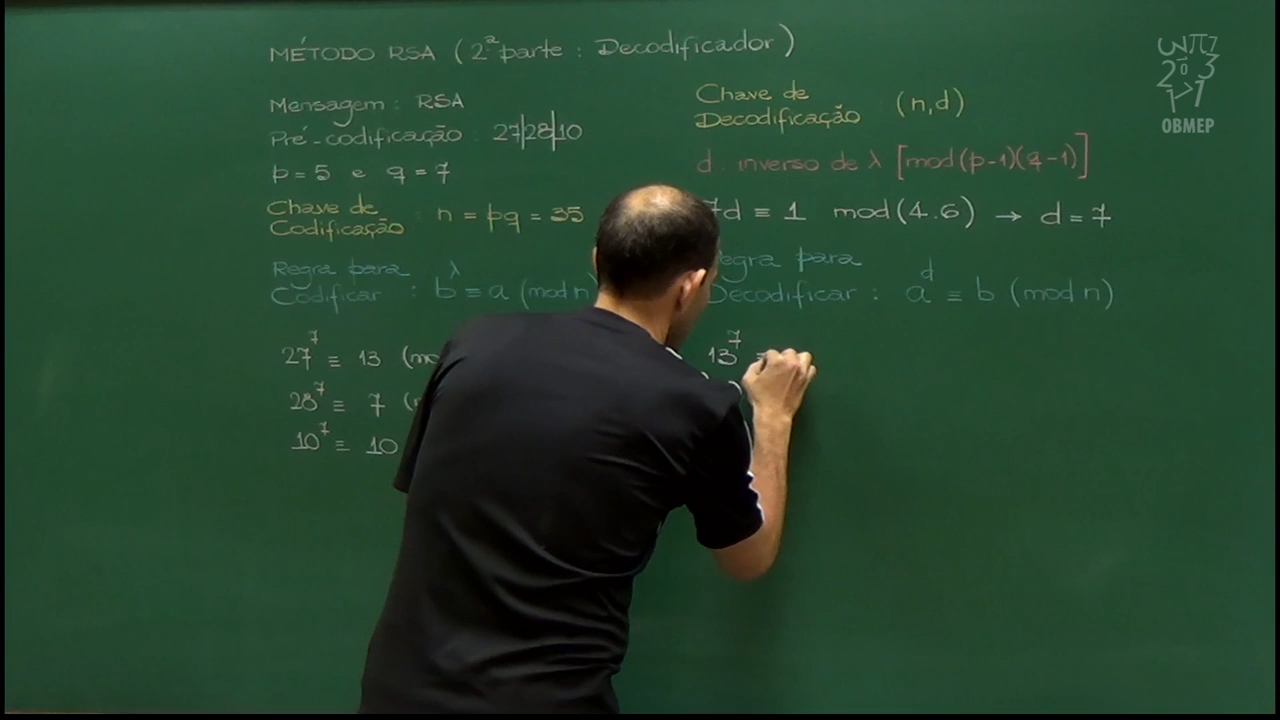 MÉTODO RSA (2ª parte : Decodificador)
Mensagem : RSA
Pré-codificação : 27|28|10
p = 5 e q = 7
Chave de
Codificação : n = pq = 35
Regra para
Codificar : b^λ ≡ a (mod n)
27^7 ≡ 13
28^7 ≡ 7
10^7 ≡ 10
Chave de
Decodificação : (n,d)
d : inverso de λ [mod (p-1)(q-1)]
7d ≡ 1 mod (4.6) → d = 7
Regra para
Decodificar : a^d ≡ b (mod n)
13^7 ≡
OBMEP